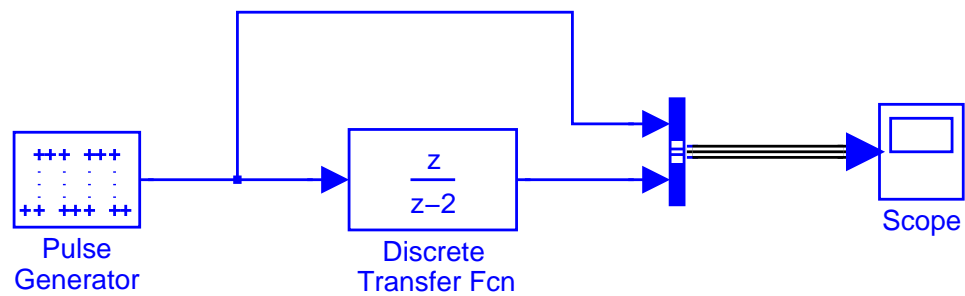 z
z−2
Pulse
Generator
Discrete
Transfer Fcn
Scope